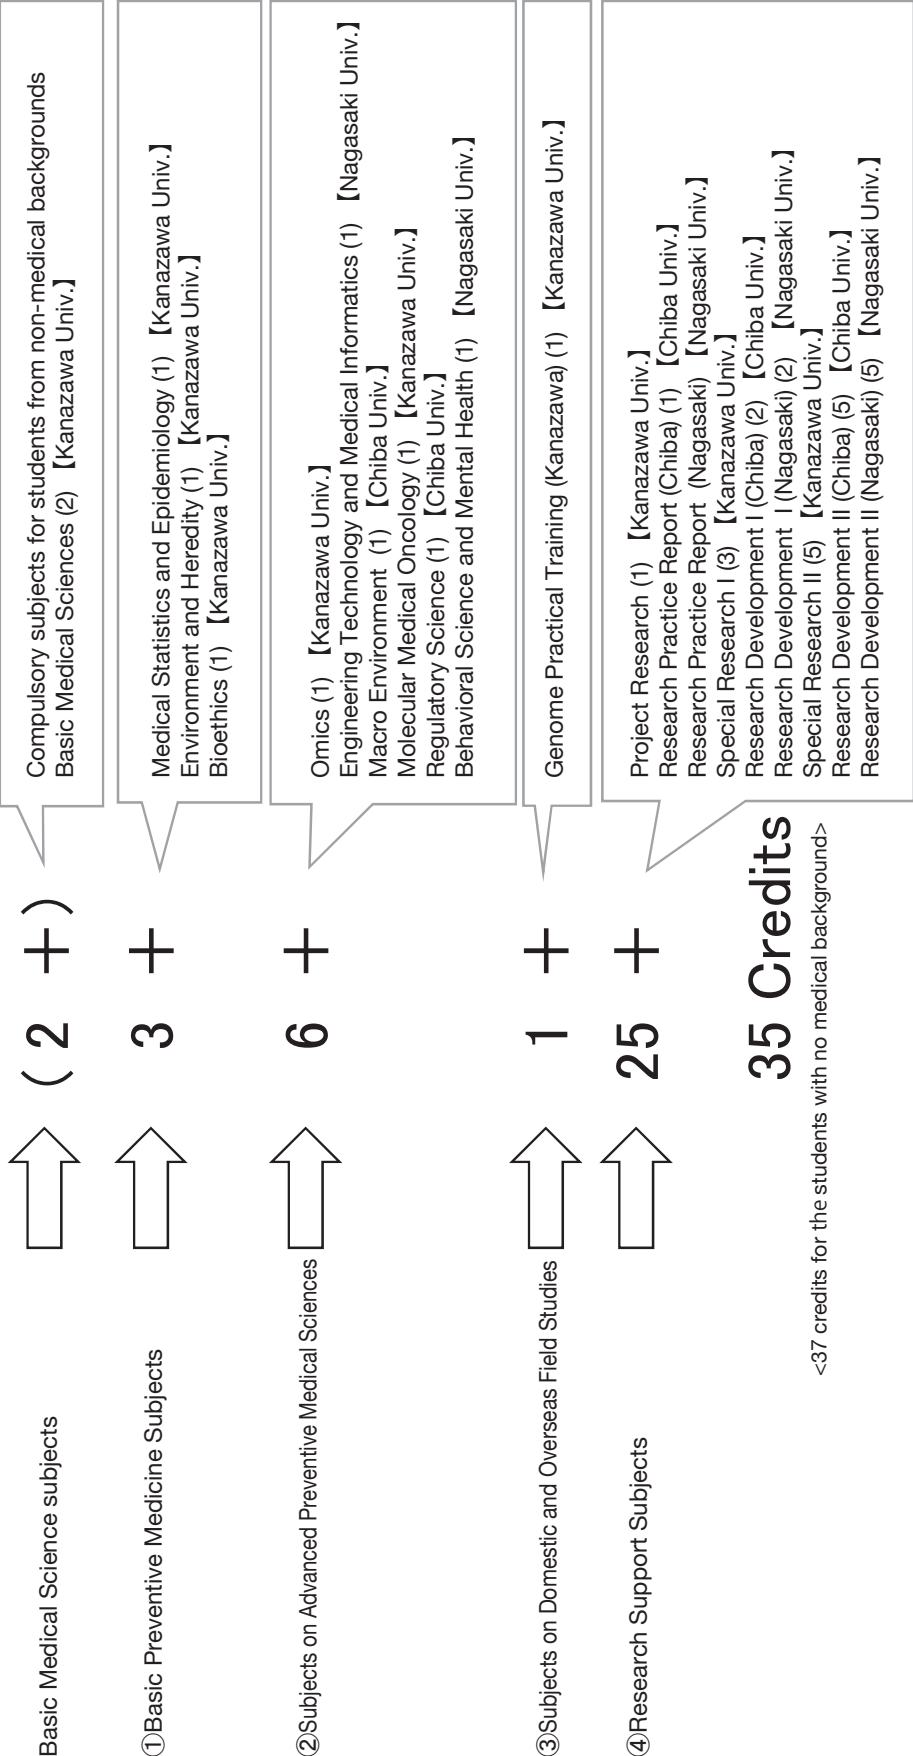 Basic Medical Science subjects
( 2 + )
Compulsory subjects for students from non-medical backgrounds
Basic Medical Sciences (2) 【Kanazawa Univ.】
①Basic Preventive Medicine Subjects
3 +
Medical Statistics and Epidemiology (1) 【Kanazawa Univ.】
Environment and Heredity (1) 【Kanazawa Univ.】
Bioethics (1) 【Kanazawa Univ.】
②Subjects on Advanced Preventive Medical Sciences
6 +
Omics (1) 【Kanazawa Univ.】
Engineering Technology and Medical Informatics (1) 【Nagasaki Univ.】
Macro Environment (1) 【Chiba Univ.】
Molecular Medical Oncology (1) 【Kanazawa Univ.】
Regulatory Science (1) 【Chiba Univ.】
Behavioral Science and Mental Health (1) 【Nagasaki Univ.】
③Subjects on Domestic and Overseas Field Studies
1 +
Genome Practical Training (Kanazawa) (1) 【Kanazawa Univ.】
④Research Support Subjects
25 +
Project Research (1) 【Kanazawa Univ.】
Research Practice Report (Chiba) (1) 【Chiba Univ.】
Research Practice Report (Nagasaki) 【Nagasaki Univ.】
Special Research I (3) 【Kanazawa Univ.】
Research Development I (Chiba) (2) 【Chiba Univ.】
Research Development I (Nagasaki) (2) 【Nagasaki Univ.】
Special Research II (5) 【Kanazawa Univ.】
Research Development II (Chiba) (5) 【Chiba Univ.】
Research Development II (Nagasaki) (5) 【Nagasaki Univ.】
35 Credits
<37 credits for the students with no medical background>